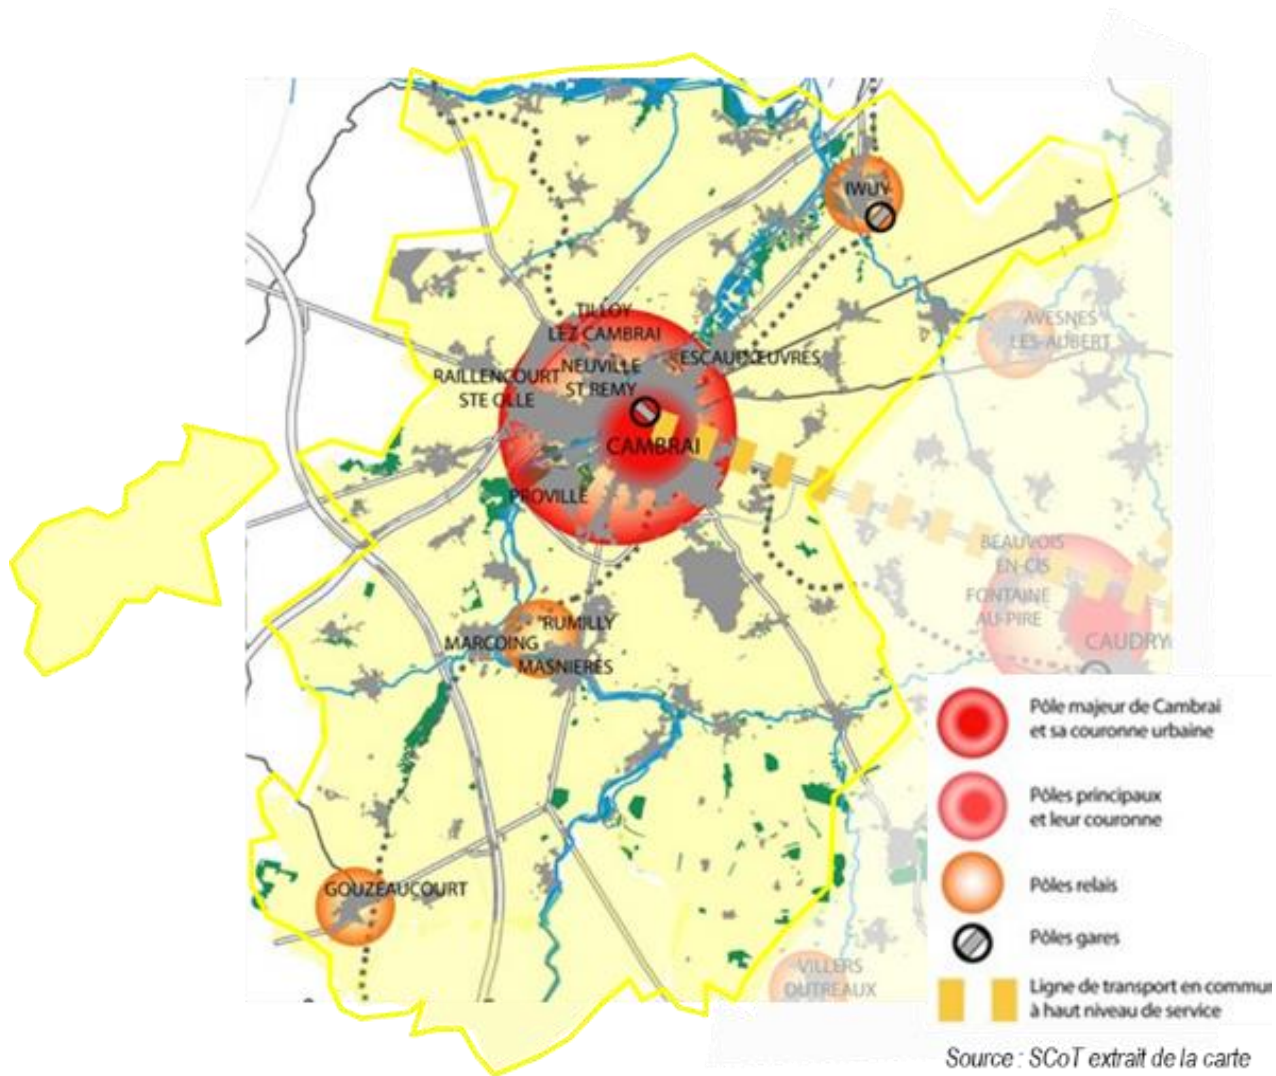 IWUY
TILLOY
LEZ CAMBRAI
AVESNES
LES-AUBERT
ESCAUDŒUVRES
NEUVILLE
ST REMY
RAILLENCOURT
STE OLLE
CAMBRAI
PROVILLE
BEAUVOIS
EN-CIS
FONTAINE
AU-PIRE
CAUDRY
RUMILLY
MARCOING
MASNIERES
GOUZEAUCOURT
VILLERS
OUTREAUX
Pôle majeur de Cambrai
et sa couronne urbaine
Pôles principaux
et leur couronne
Pôles relais
Pôles gares
Ligne de transport en commun
à haut niveau de service
Source : SCoT extrait de la carte